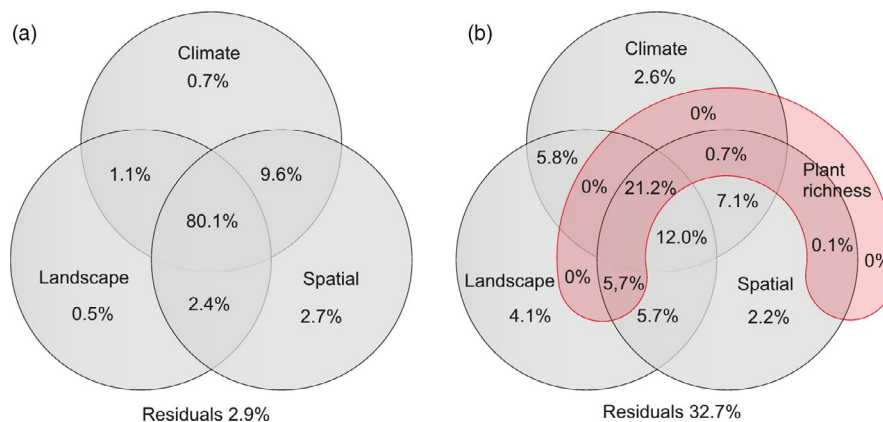 (a)
Climate
0.7%
1.1%
9.6%
80.1%
Landscape
0.5%
2.4%
Spatial
2.7%
Residuals 2.9%
(b)
Climate
2.6%
0%
5.8%
0.7%
0%
21.2%
Plant
richness
7.1%
12.0%
0.1%
0%
Landscape
0%
5,7%
Spatial
4.1%
5.7%
2.2%
Residuals 32.7%